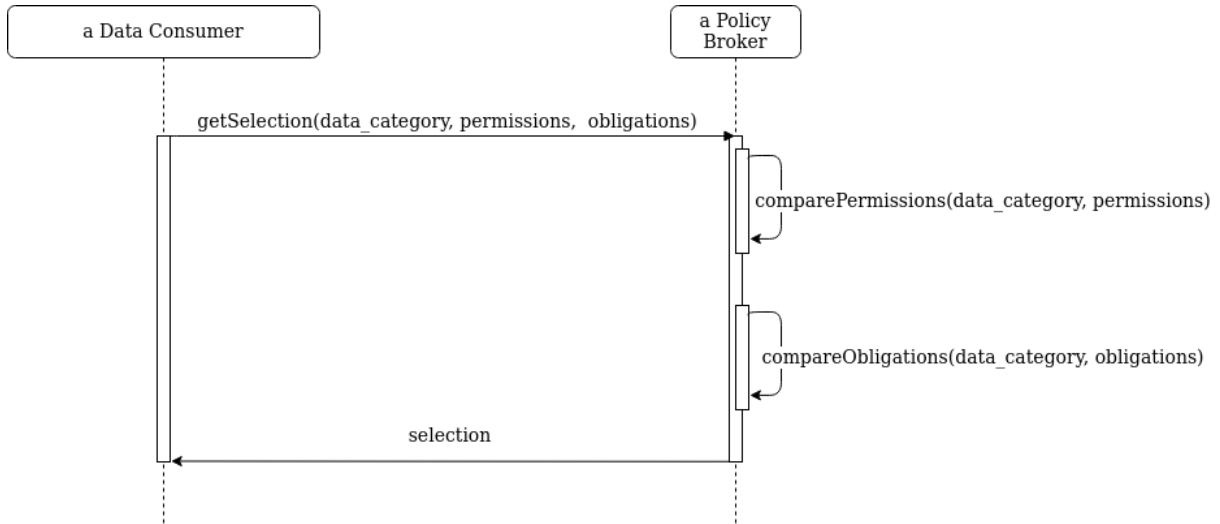 a Data Consumer
a Policy
Broker
getSelection(data_category, permissions,  obligations)
comparePermissions(data_category, permissions)
compareObligations(data_category, obligations)
selection